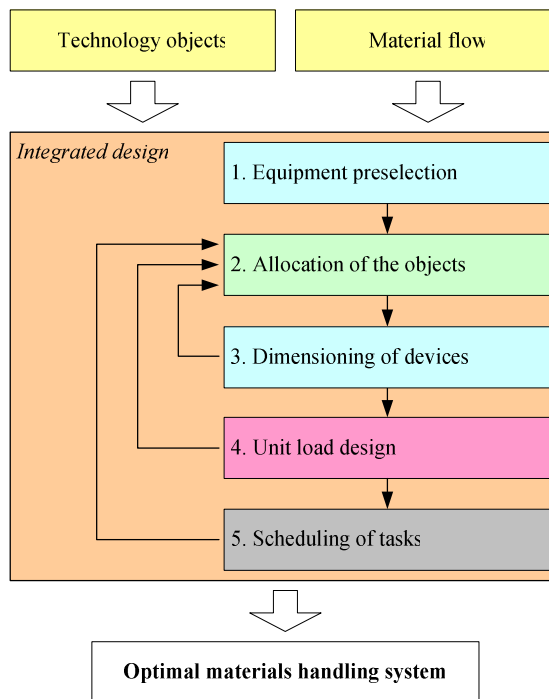 Technology objects
Material flow
Integrated design
1. Equipment preselection
2. Allocation of the objects
3. Dimensioning of devices
4. Unit load design
5. Scheduling of tasks
Optimal materials handling system